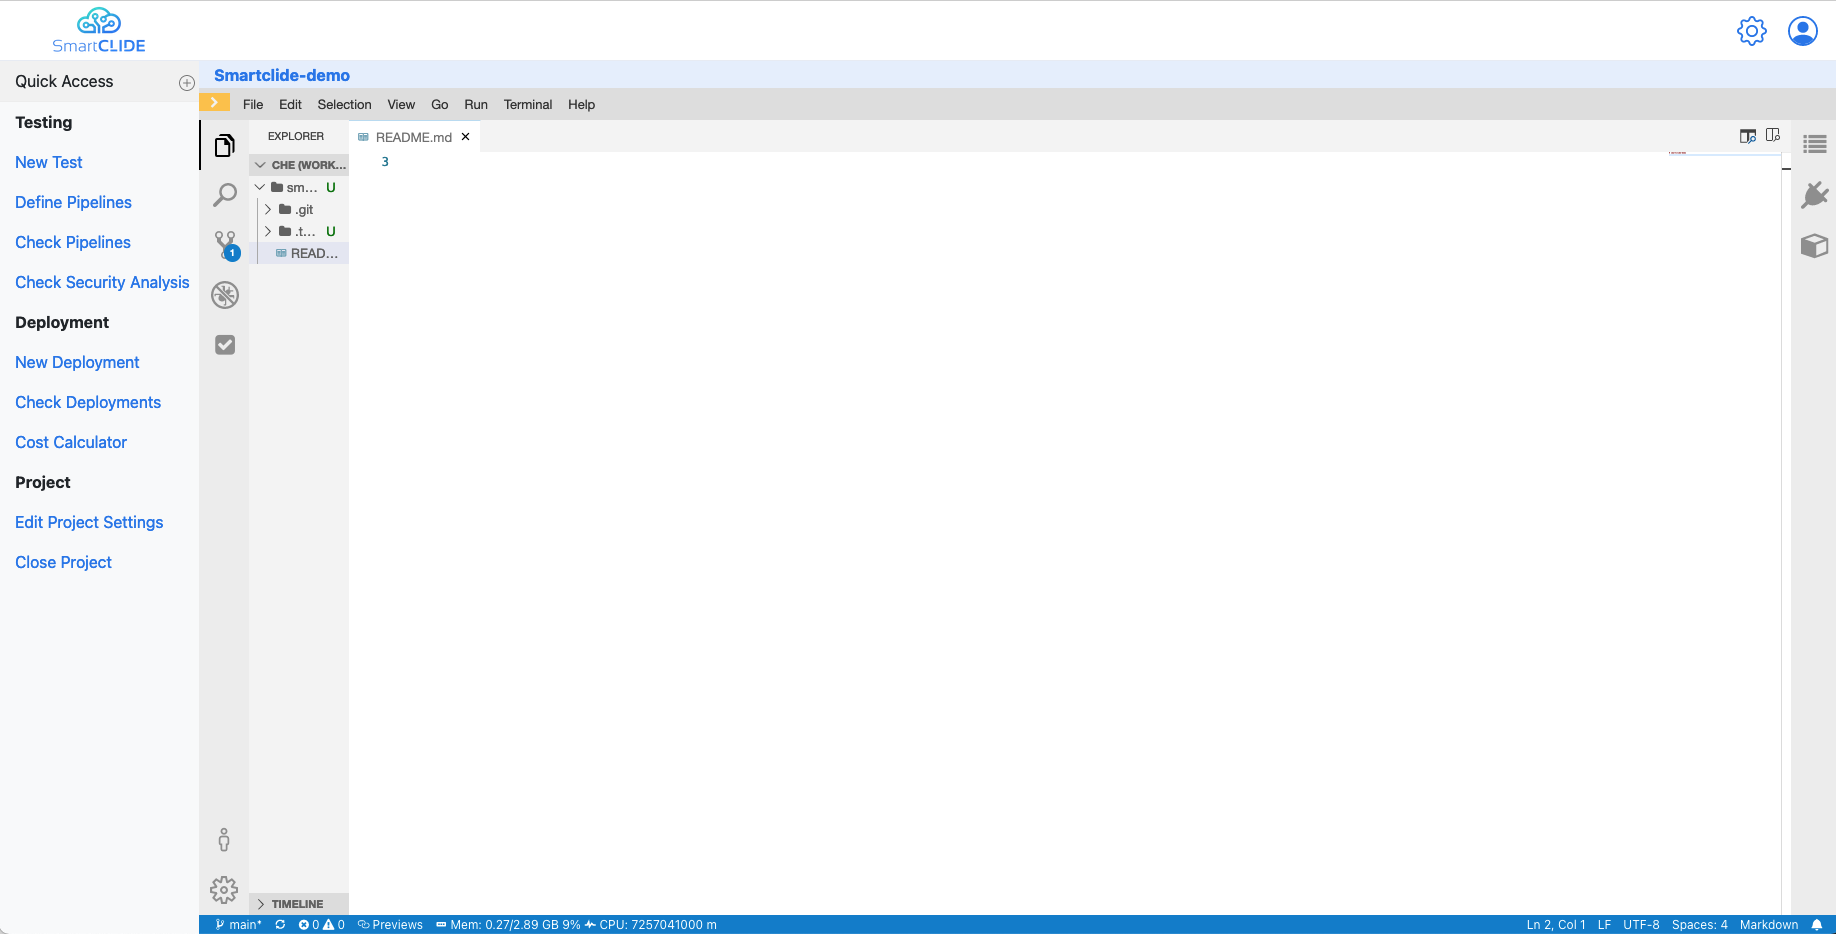 SmartCLIDE
Quick Access
Testing
New Test
Define Pipelines
Check Pipelines
Check Security Analysis
Deployment
New Deployment
Check Deployments
Cost Calculator
Project
Edit Project Settings
Close Project
Smartclide-demo
File Edit Selection View Go Run Terminal Help
EXPLORER
CHE (WORK...
sm... U
.git
.t... U
READ...
1
TIMELINE
README.md
3
main* 0 0 Previews Mem: 0.27/2.89 GB 9% CPU: 7257041000 m
Ln 2, Col 1 LF UTF-8 Spaces: 4 Markdown